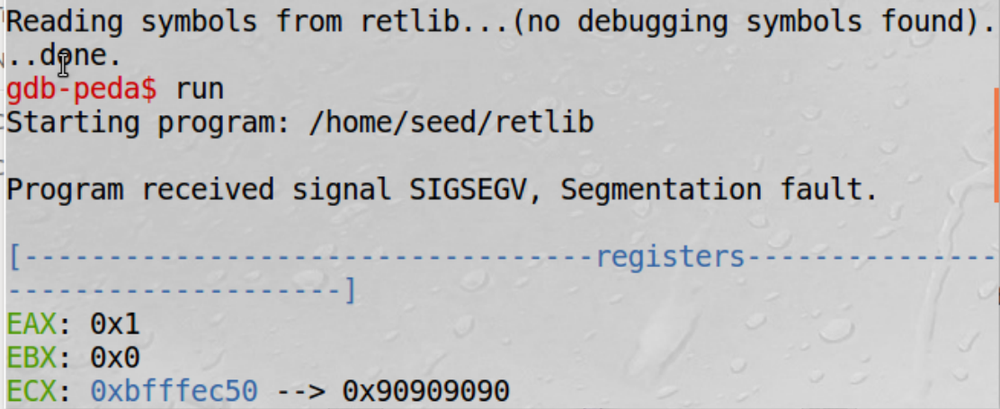 Reading symbols from retlib...(no debugging symbols found).
..done.
gdb-peda$ run
Starting program: /home/seed/retlib
Program received signal SIGSEGV, Segmentation fault.
[----------------------------------registers---------------
--------------------]
EAX: 0x1
EBX: 0x0
ECX: 0xbfffec50 --> 0x90909090